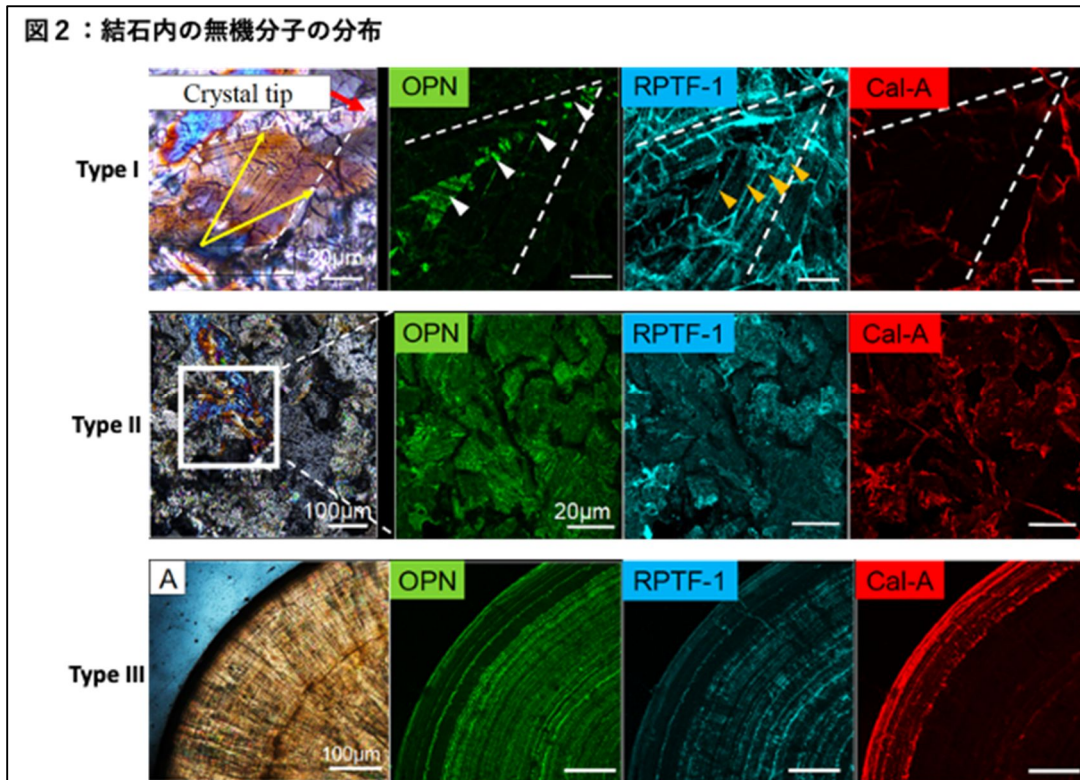 図２：結石内の無機分子の分布
Crystal tip
OPN
RPTF-1
Cal-A
Type I
20μm
OPN
RPTF-1
Cal-A
Type II
100μm
20μm
A
OPN
RPTF-1
Cal-A
Type III
100μm